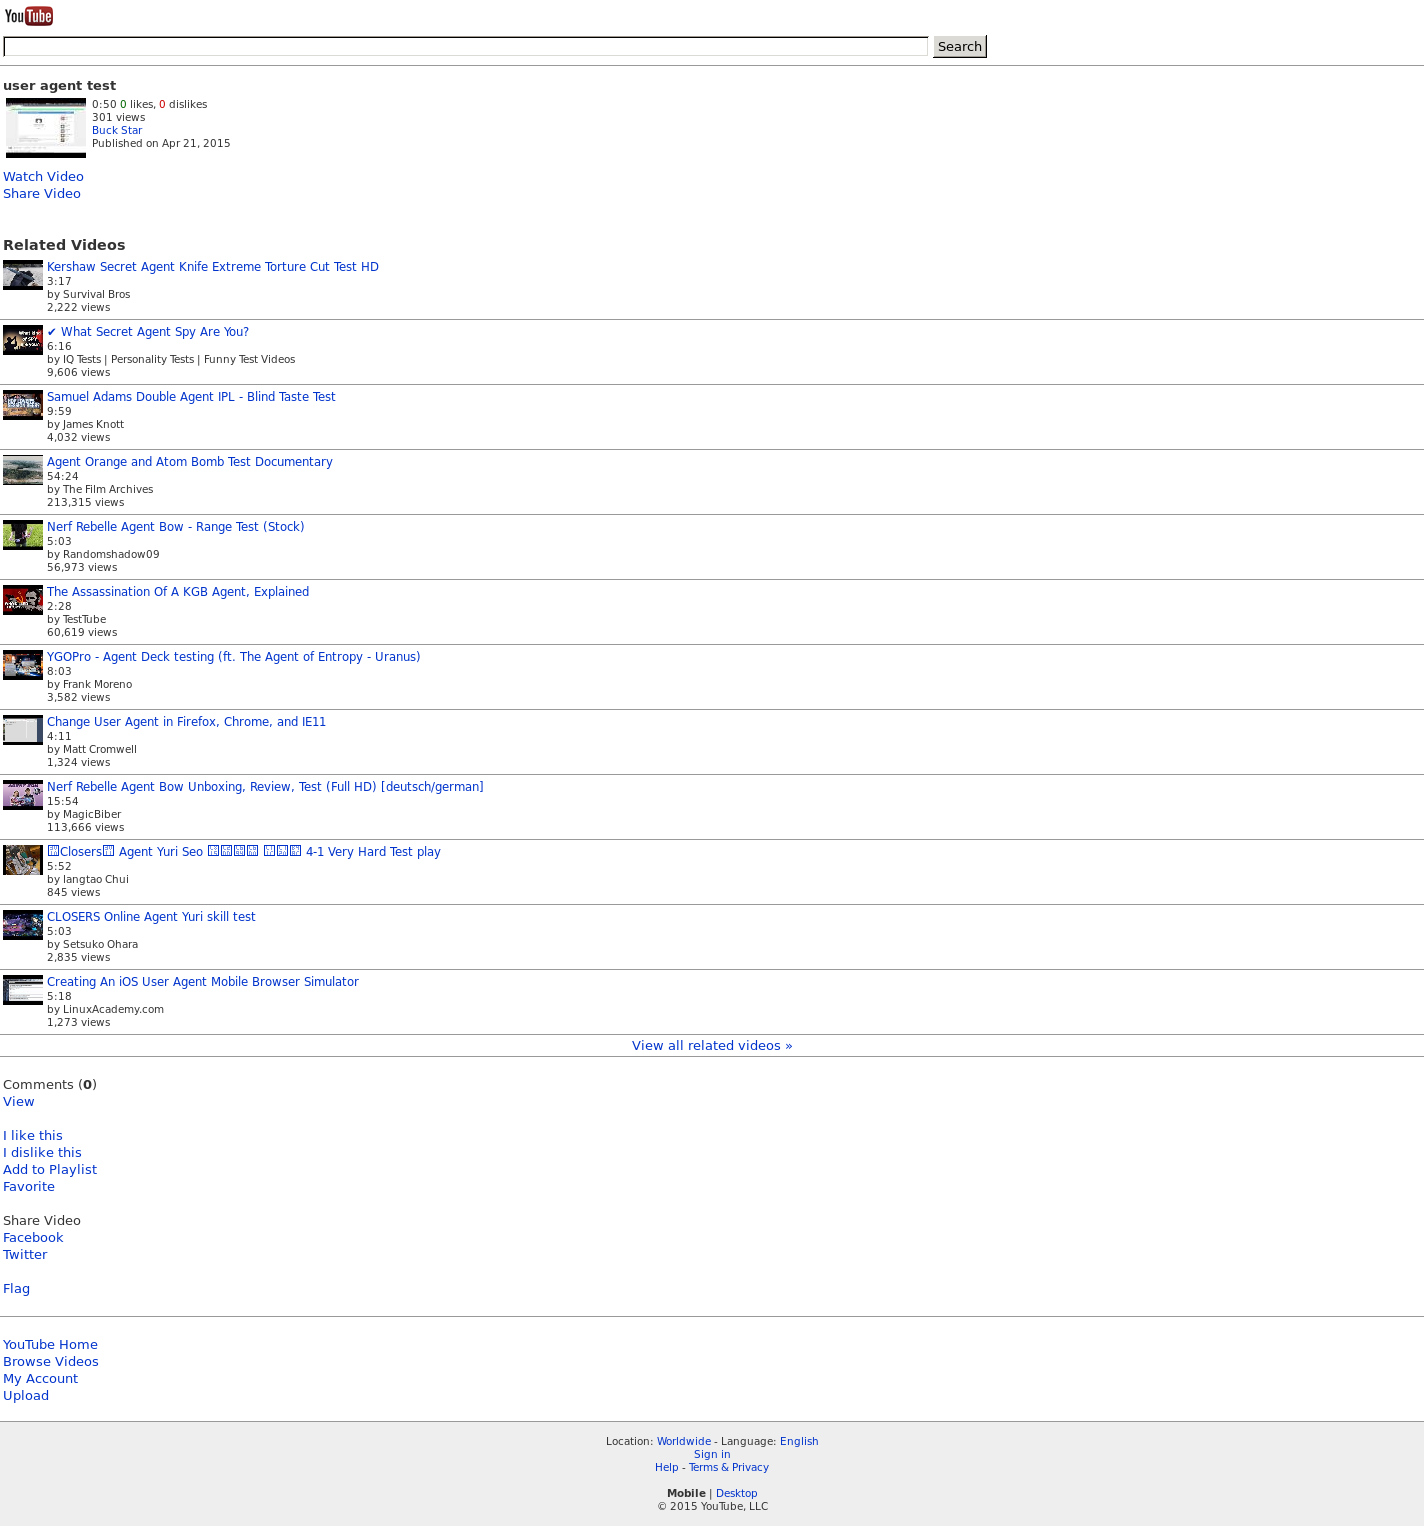 YouTube
Search
user agent test
0:50 0 likes, 0 dislikes
301 views
Buck Star
Published on Apr 21, 2015
Watch Video
Share Video
Related Videos
Kershaw Secret Agent Knife Extreme Torture Cut Test HD
3:17
by Survival Bros
2,222 views
✔ What Secret Agent Spy Are You?
6:16
by IQ Tests | Personality Tests | Funny Test Videos
9,606 views
Samuel Adams Double Agent IPL - Blind Taste Test
9:59
by James Knott
4,032 views
Agent Orange and Atom Bomb Test Documentary
54:24
by The Film Archives
213,315 views
Nerf Rebelle Agent Bow - Range Test (Stock)
5:03
by Randomshadow09
56,973 views
The Assassination Of A KGB Agent, Explained
2:28
by TestTube
60,619 views
YGOPro - Agent Deck testing (ft. The Agent of Entropy - Uranus)
8:03
by Frank Moreno
3,582 views
Change User Agent in Firefox, Chrome, and IE11
4:11
by Matt Cromwell
1,324 views
Nerf Rebelle Agent Bow Unboxing, Review, Test (Full HD) [deutsch/german]
15:54
by MagicBiber
113,666 views
Closers Agent Yuri Seo 4-1 Very Hard Test play
5:52
by langtao Chui
845 views
CLOSERS Online Agent Yuri skill test
5:03
by Setsuko Ohara
2,835 views
Creating An iOS User Agent Mobile Browser Simulator
5:18
by LinuxAcademy.com
1,273 views
View all related videos »
Comments (0)
View
I like this
I dislike this
Add to Playlist
Favorite
Share Video
Facebook
Twitter
Flag
YouTube Home
Browse Videos
My Account
Upload
Location: Worldwide - Language: English
Sign in
Help - Terms & Privacy
Mobile | Desktop
© 2015 YouTube, LLC